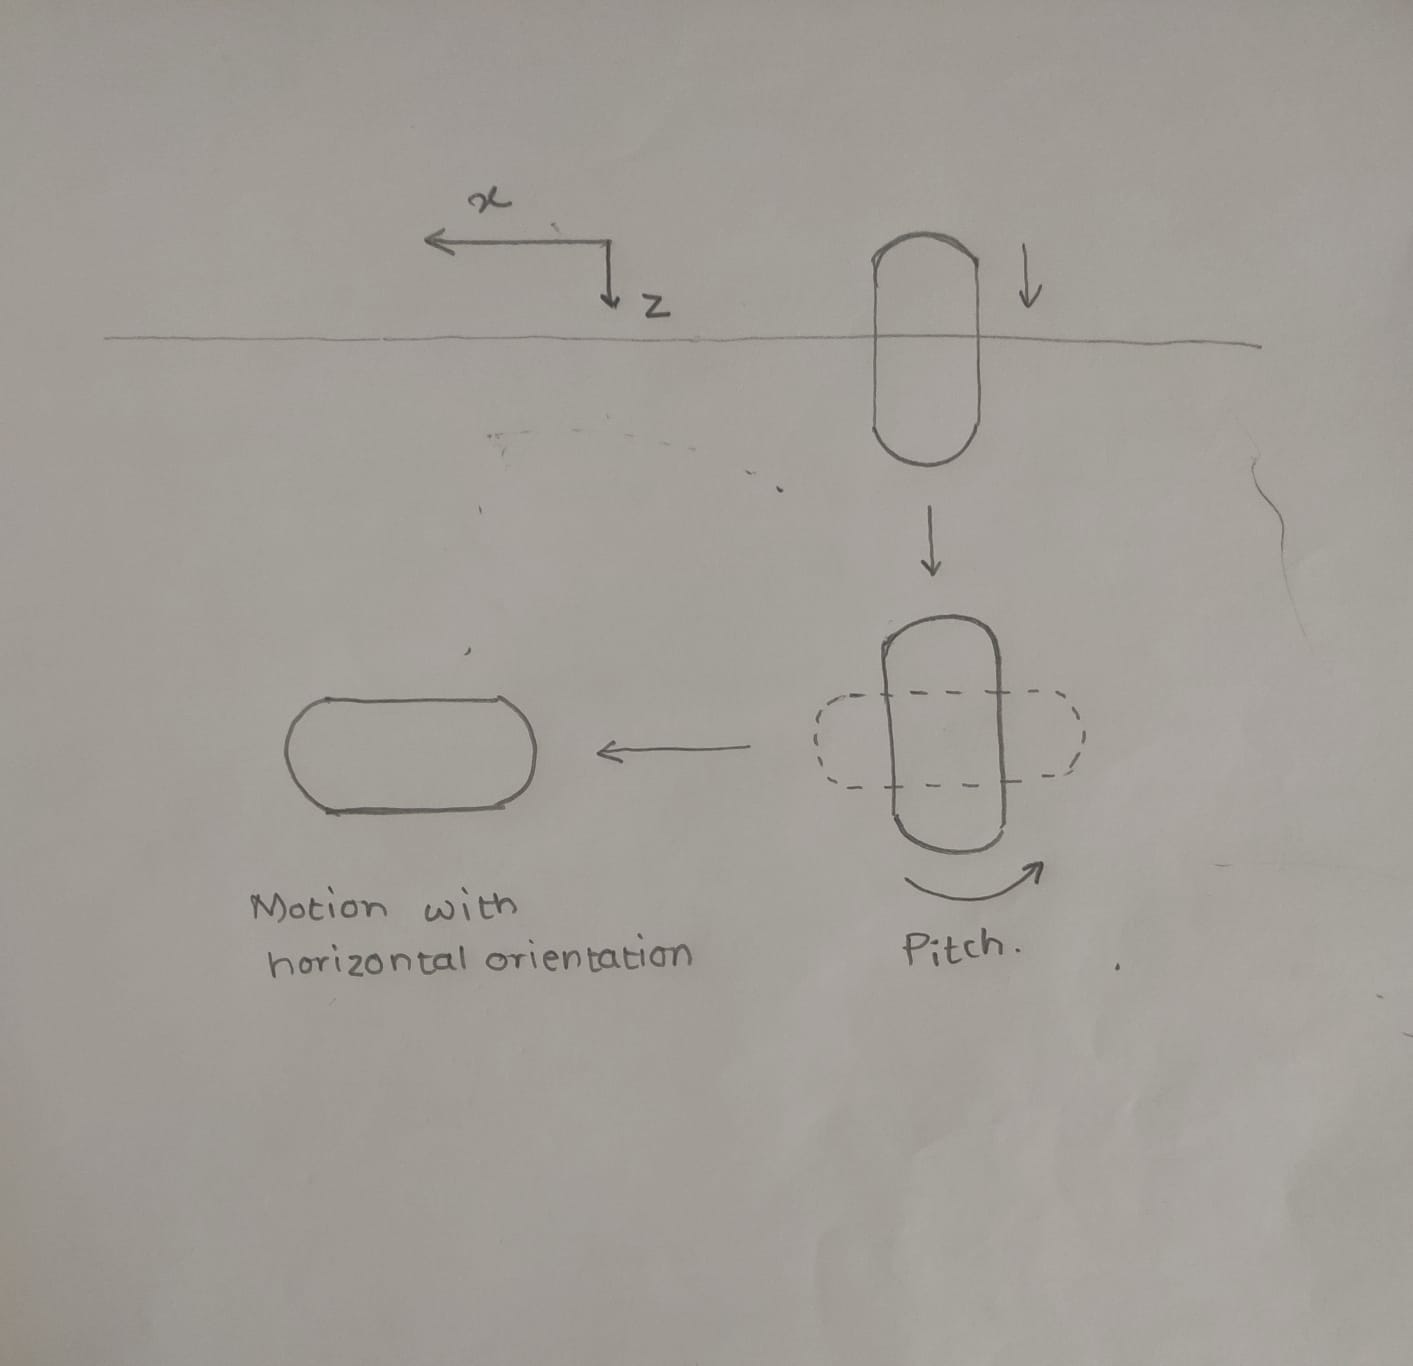 x
z
Motion with
horizontal orientation
Pitch.